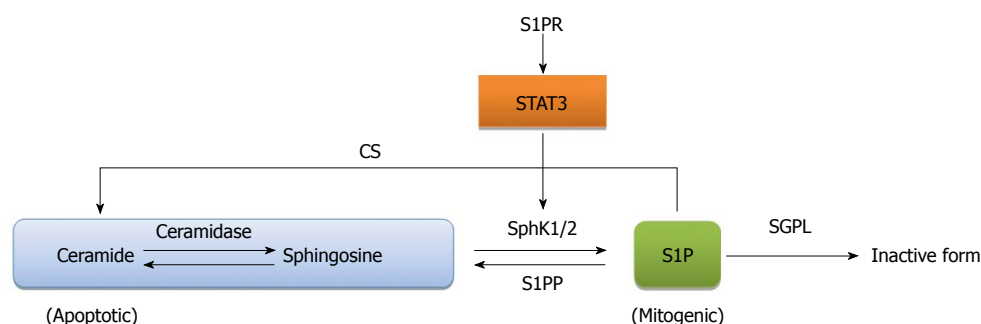 S1PR
STAT3
CS
Ceramidase
SphK1/2
SGPL
Ceramide
Sphingosine
S1P
Inactive form
S1PP
(Apoptotic)
(Mitogenic)